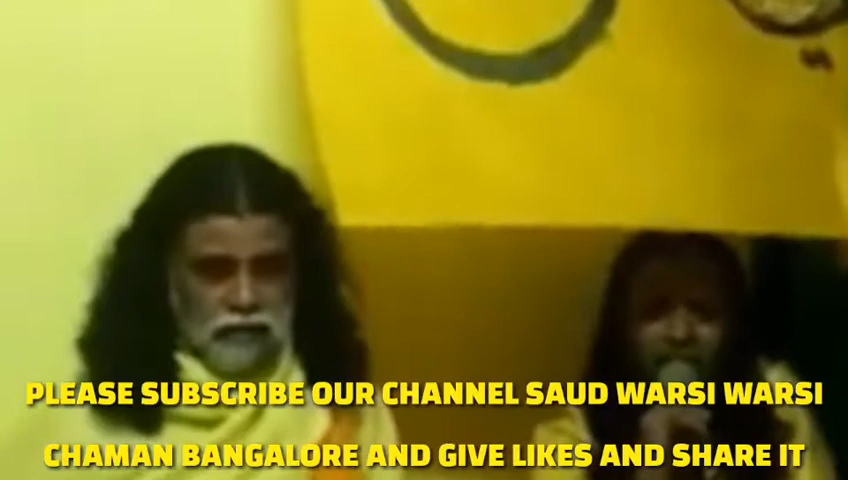 PLEASE SUBSCRIBE OUR CHANNEL SAUD WARSI WARSI
CHAMAN BANGALORE AND GIVE LIKES AND SHARE IT